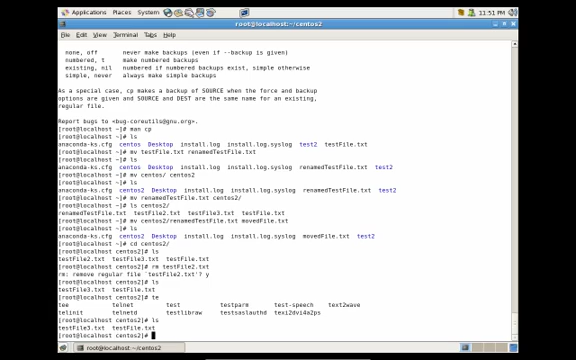 Applications Places System
11:51 PM
root@localhost:~/centos2
File Edit View Terminal Tabs Help
none, off never make backups (even if --backup is given)
numbered, t make numbered backups
existing, nil numbered if numbered backups exist, simple otherwise
simple, never always make simple backups
As a special case, cp makes a backup of SOURCE when the force and backup
options are given and SOURCE and DEST are the same name for an existing,
regular file.
Report bugs to <bug-coreutils@gnu.org>.
[root@localhost ~]# man cp
[root@localhost ~]# ls
anaconda-ks.cfg centos Desktop install.log install.log.syslog test2 testFile.txt
[root@localhost ~]# mv testFile.txt renamedTestFile.txt
[root@localhost ~]# ls
anaconda-ks.cfg centos Desktop install.log install.log.syslog renamedTestFile.txt test2
[root@localhost ~]# mv centos/ centos2
[root@localhost ~]# ls
anaconda-ks.cfg centos2 Desktop install.log install.log.syslog renamedTestFile.txt test2
[root@localhost ~]# mv renamedTestFile.txt centos2/
[root@localhost ~]# ls centos2/
renamedTestFile.txt testFile2.txt testFile3.txt testFile.txt
[root@localhost ~]# mv centos2/renamedTestFile.txt movedFile.txt
[root@localhost ~]# ls
anaconda-ks.cfg centos2 Desktop install.log install.log.syslog movedFile.txt test2
[root@localhost ~]# cd centos2/
[root@localhost centos2]# ls
testFile2.txt testFile3.txt testFile.txt
[root@localhost centos2]# rm testFile2.txt
rm: remove regular file `testFile2.txt'? y
[root@localhost centos2]# ls
testFile3.txt testFile.txt
[root@localhost centos2]# te
tee telnet test testparm test-speech text2wave
telinit telnetd testlibraw testsaslauthd texi2dvi4a2ps
[root@localhost centos2]# ls
testFile3.txt testFile.txt
[root@localhost centos2]#
root@localhost:~/centos2